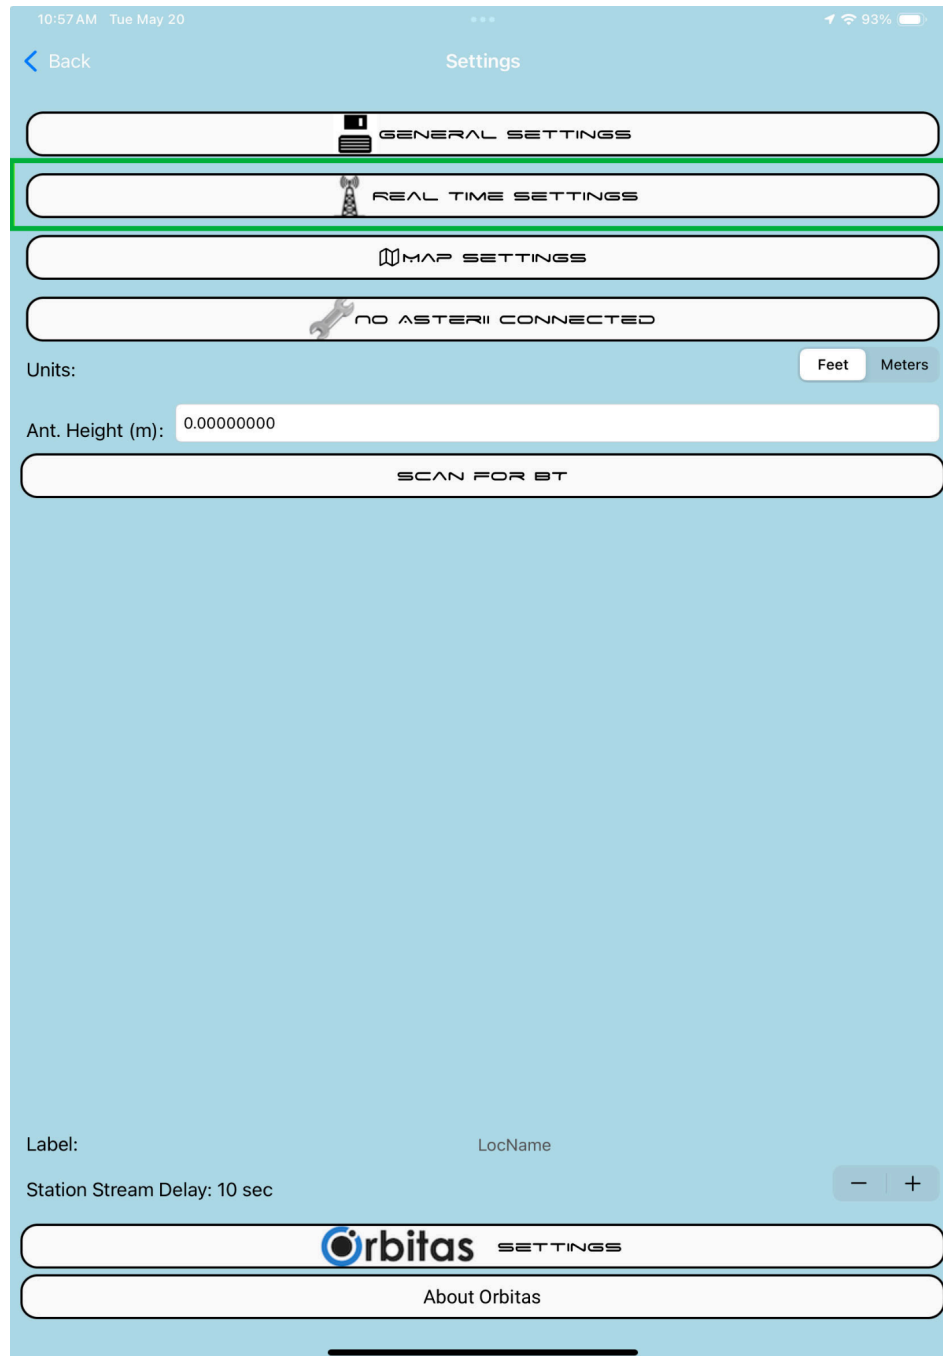 10:57 AM Tue May 20 93%
Back Settings
GENERAL SETTINGS
REAL TIME SETTINGS
MAP SETTINGS
NO ASTERII CONNECTED
Units: Feet Meters
Ant. Height (m): 0.00000000
SCAN FOR BT
Label: LocName
Station Stream Delay: 10 sec − +
Orbitas SETTINGS
About Orbitas